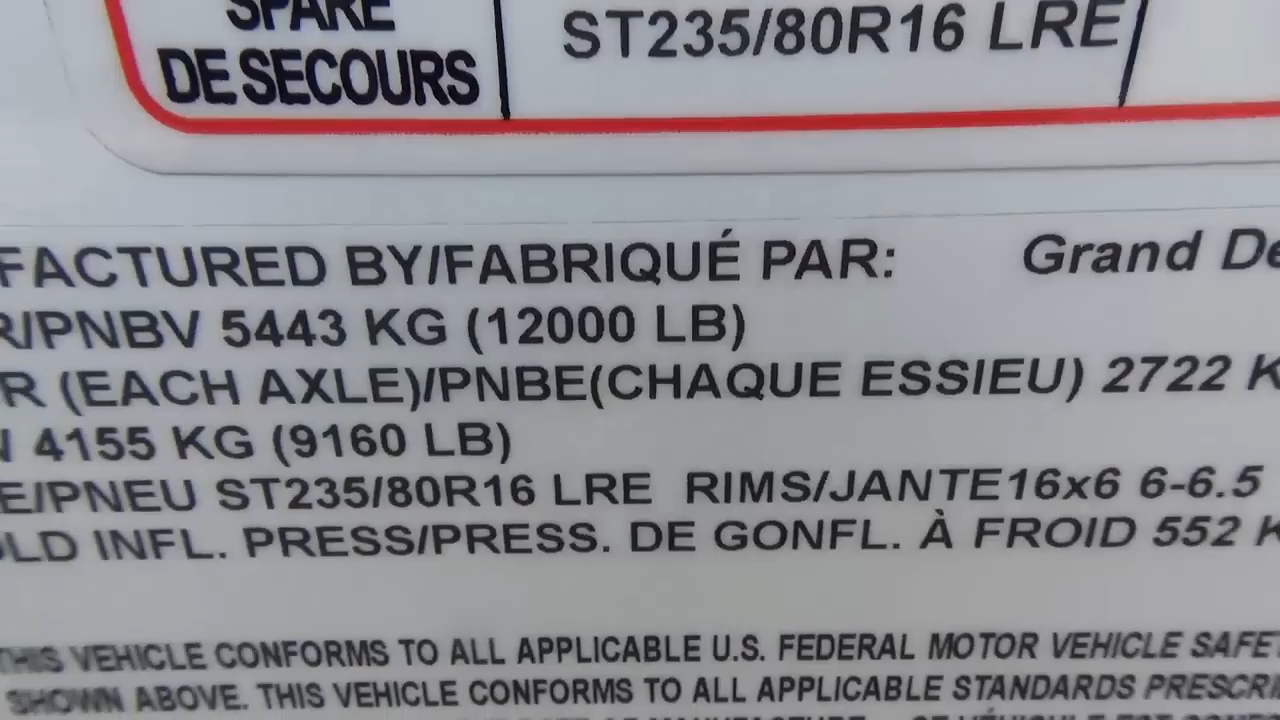 SPARE
DE SECOURS
ST235/80R16 LRE
FACTURED BY/FABRIQUÉ PAR: Grand De
R/PNBV 5443 KG (12000 LB)
R (EACH AXLE)/PNBE(CHAQUE ESSIEU) 2722 K
4155 KG (9160 LB)
E/PNEU ST235/80R16 LRE RIMS/JANTE16x6 6-6.5
LD INFL. PRESS/PRESS. DE GONFL. À FROID 552 K
THIS VEHICLE CONFORMS TO ALL APPLICABLE U.S. FEDERAL MOTOR VEHICLE SAFE
SHOWN ABOVE. THIS VEHICLE CONFORMS TO ALL APPLICABLE STANDARDS PRESCRI